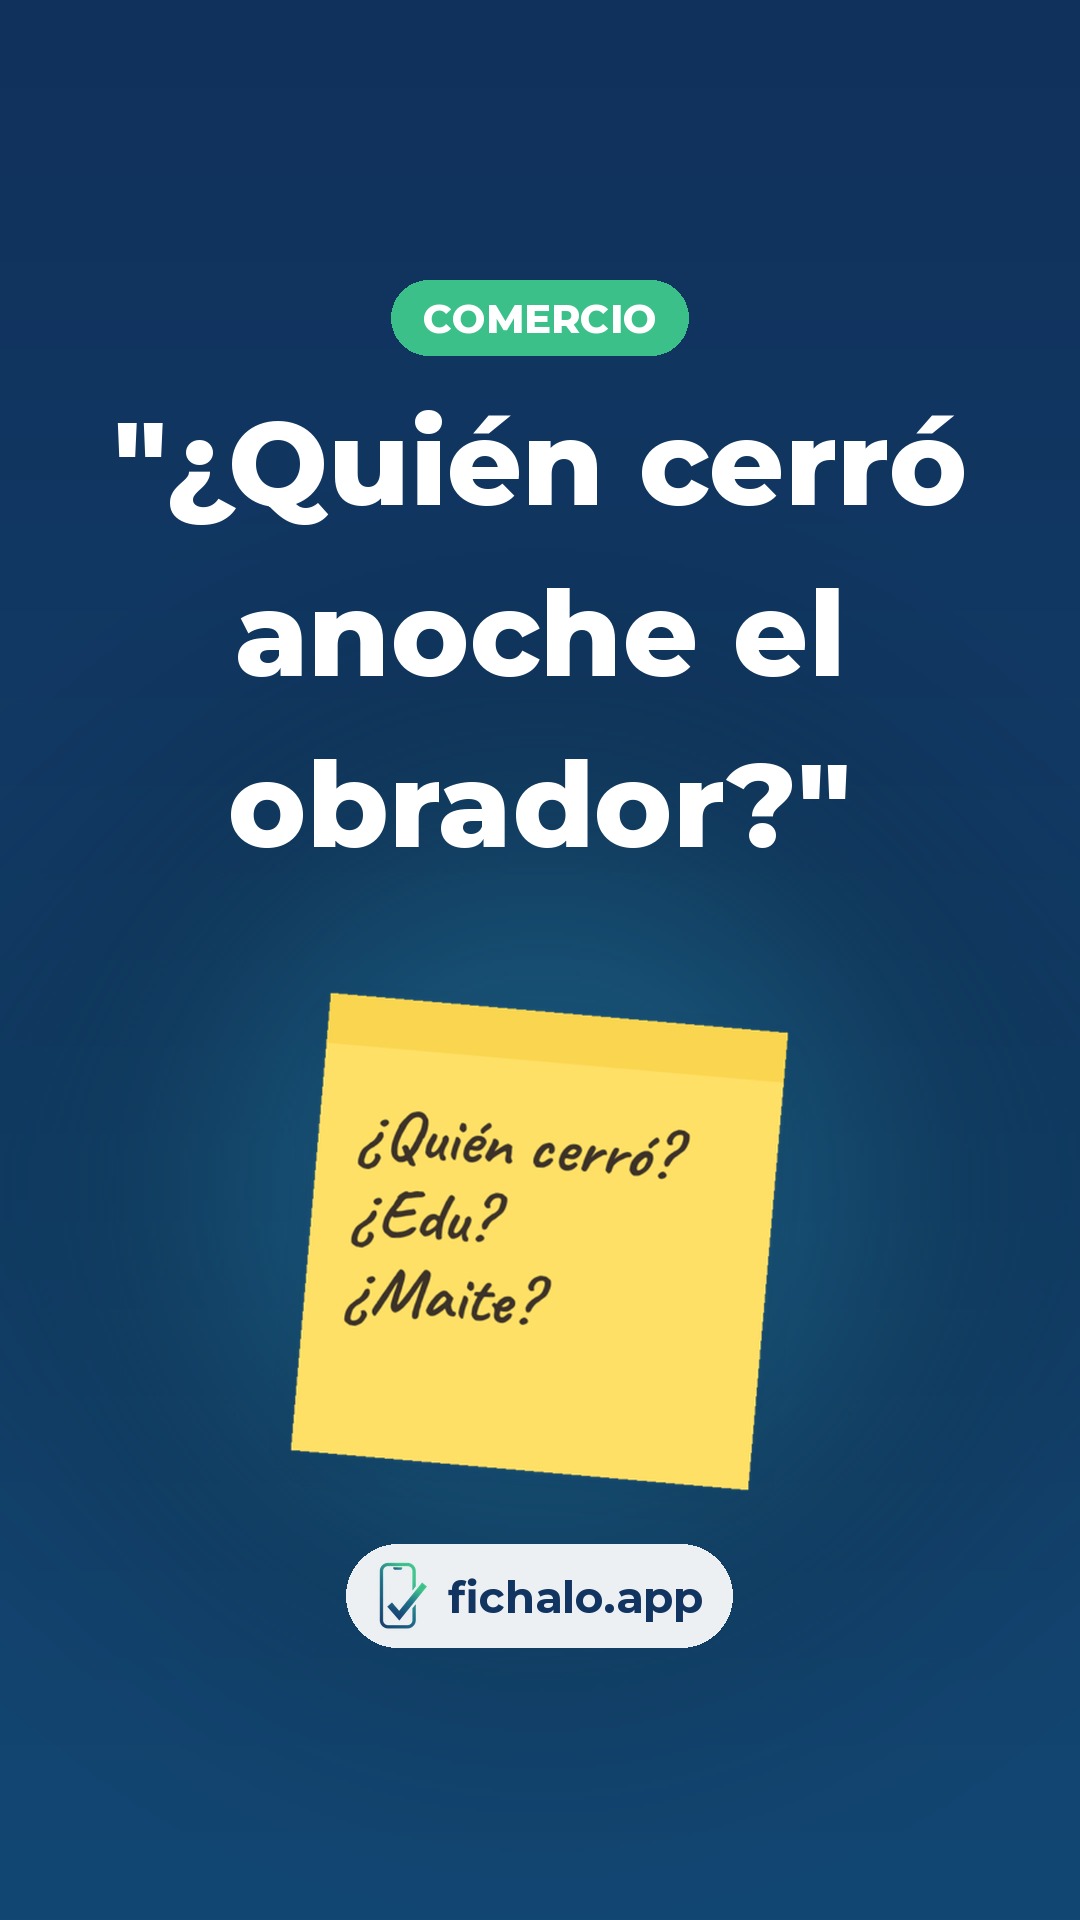 COMERCIO
"¿Quién cerró
anoche el
obrador?"
¿Quién cerró?
¿Edu?
¿Maite?
fichalo.app